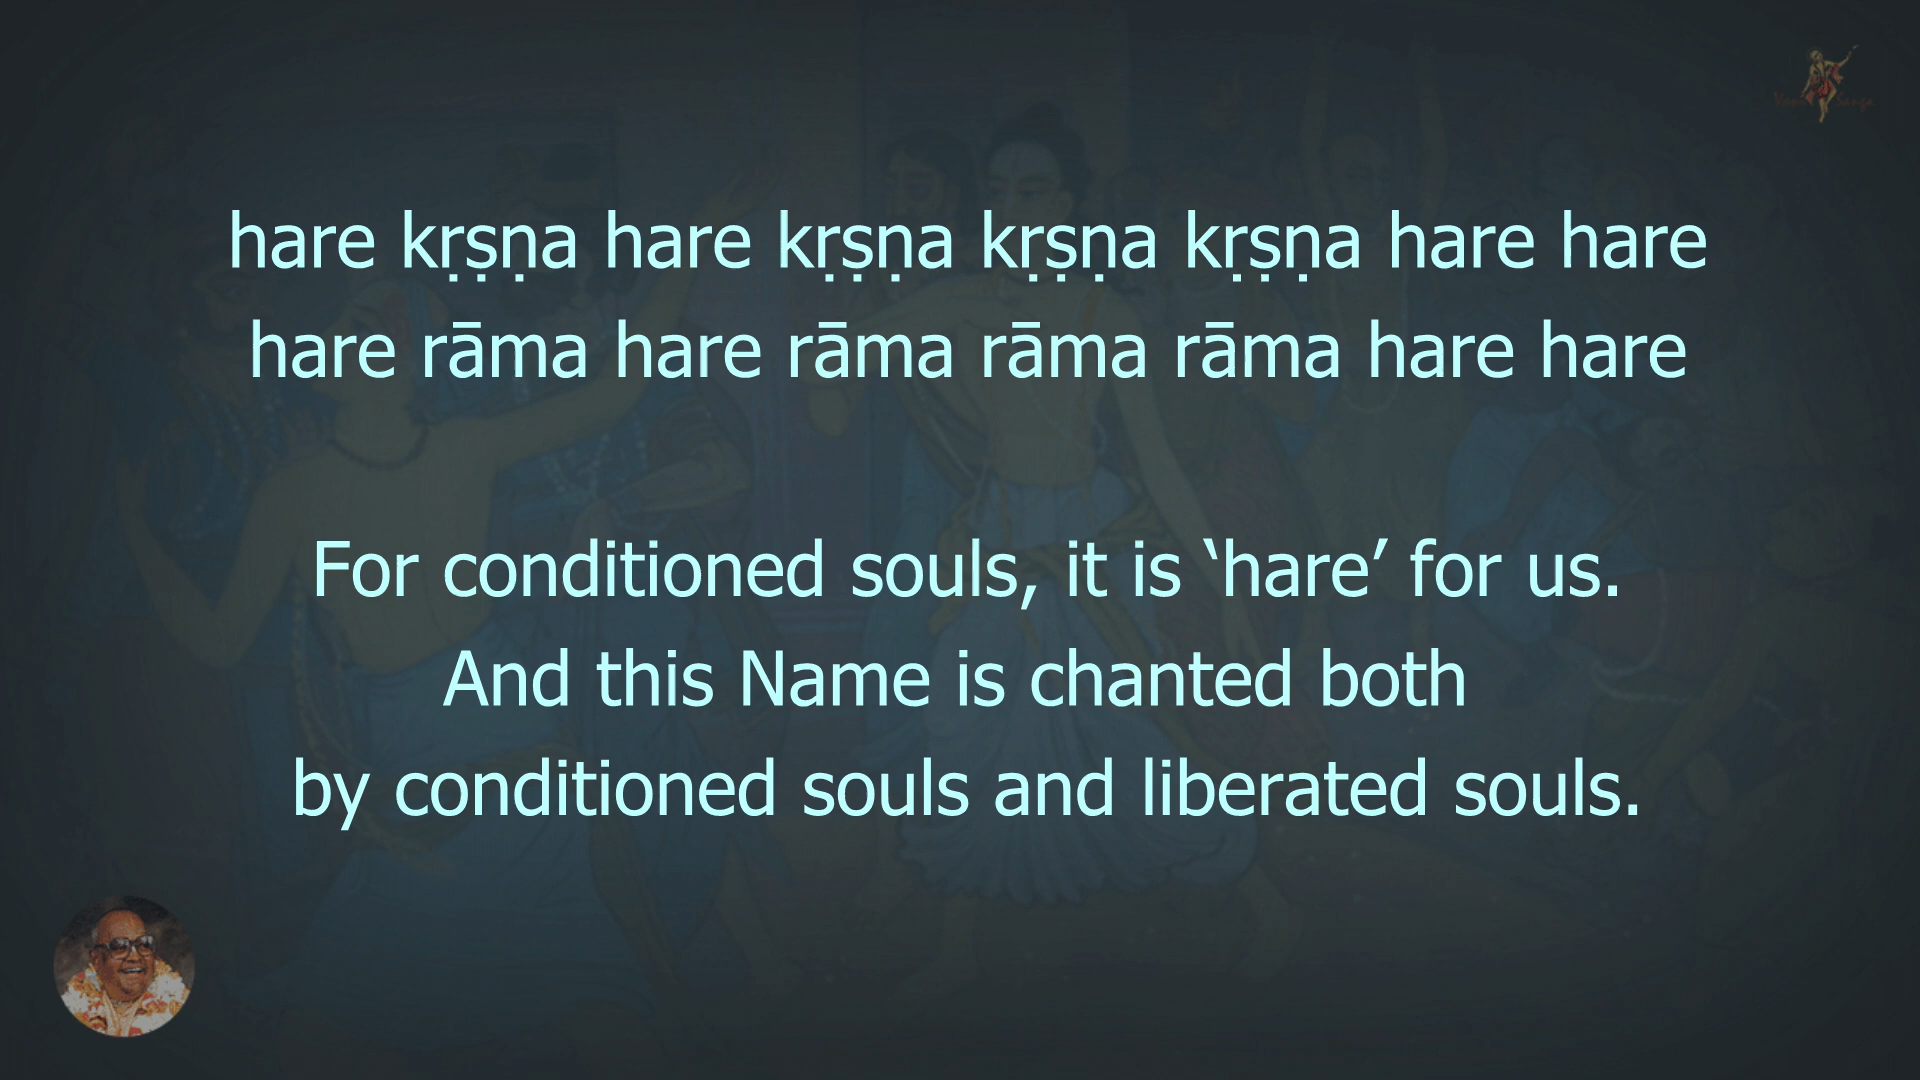 hare kṛṣṇa hare kṛṣṇa kṛṣṇa kṛṣṇa hare hare
hare rāma hare rāma rāma rāma hare hare
For conditioned souls, it is ‘hare’ for us.
And this Name is chanted both
by conditioned souls and liberated souls.